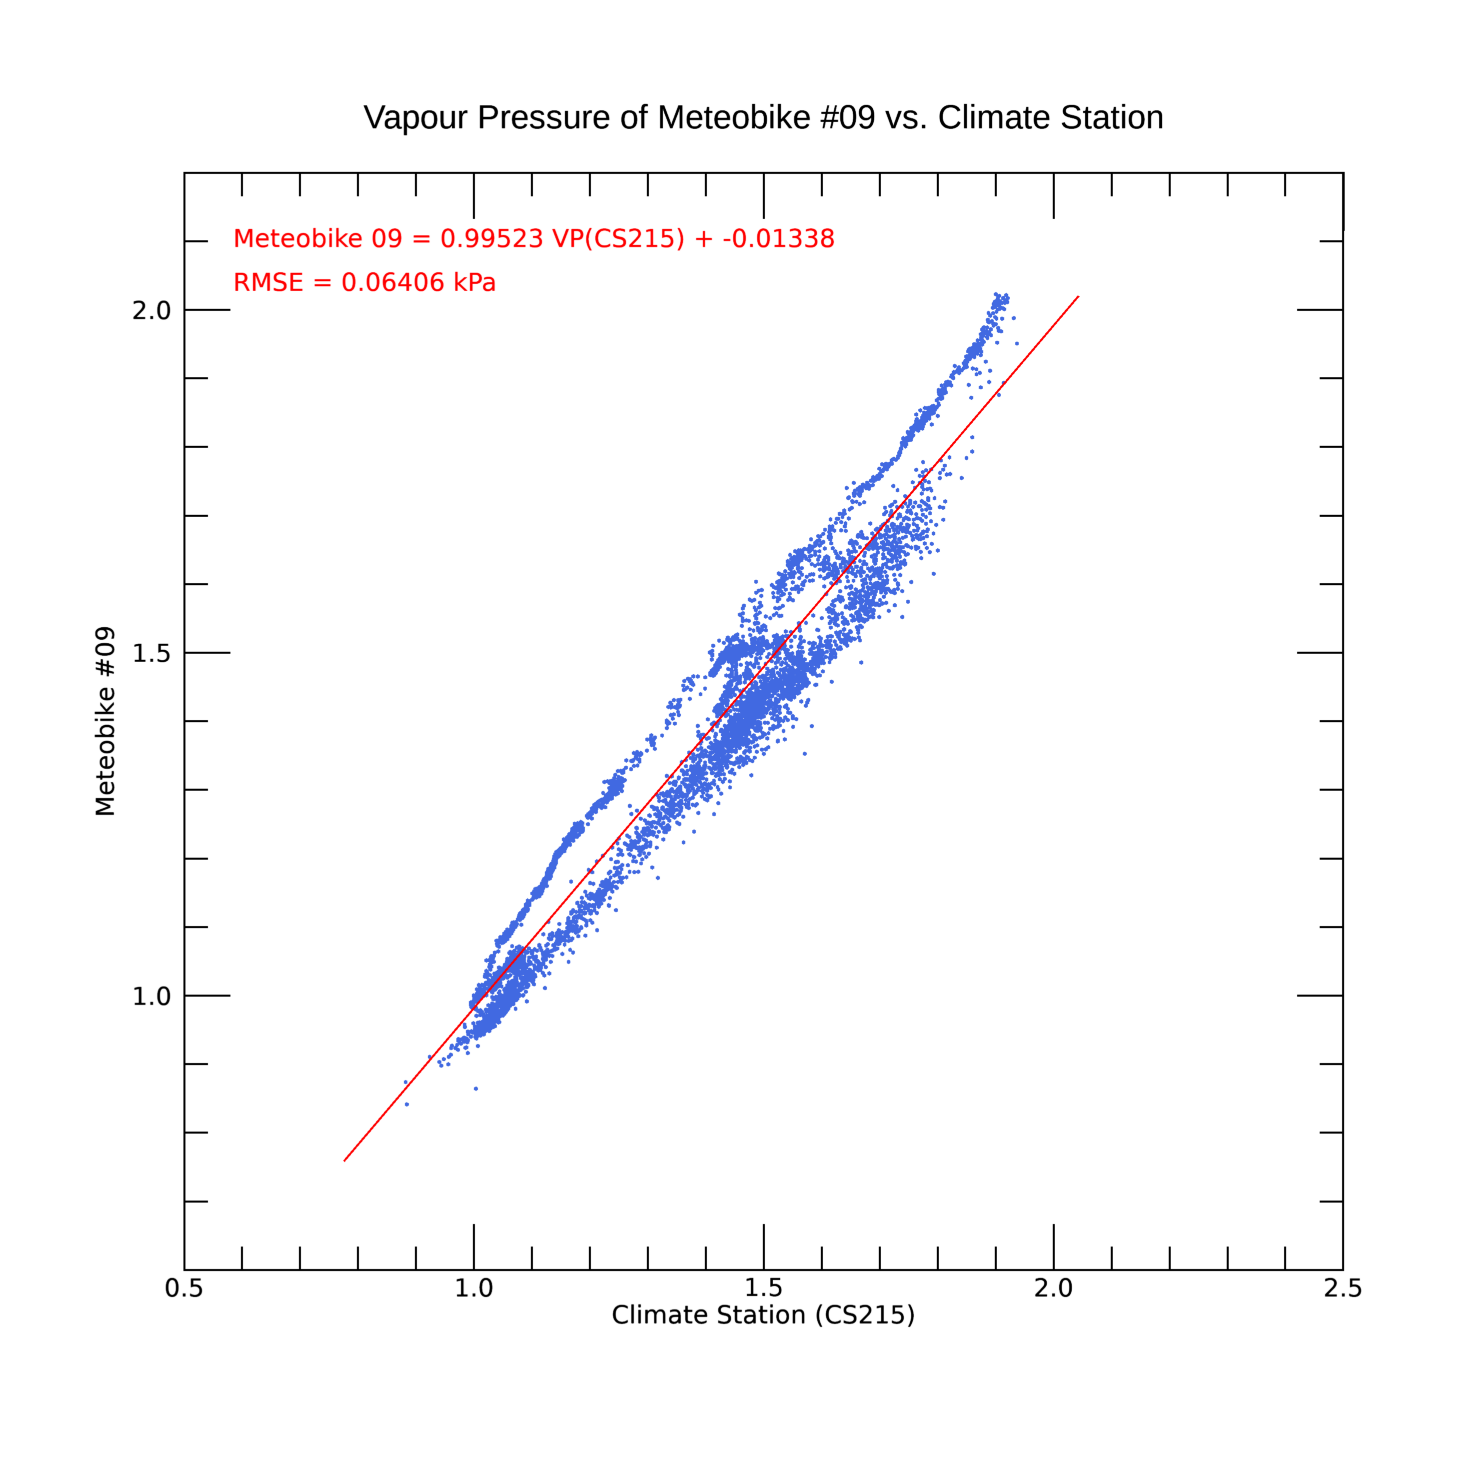 Vapour Pressure of Meteobike #09 vs. Climate Station
Meteobike 09 = 0.99523 VP(CS215) + -0.01338
RMSE = 0.06406 kPa
2.0
1.5
1.0
Meteobike #09
0.5 1.0 1.5 2.0 2.5
Climate Station (CS215)